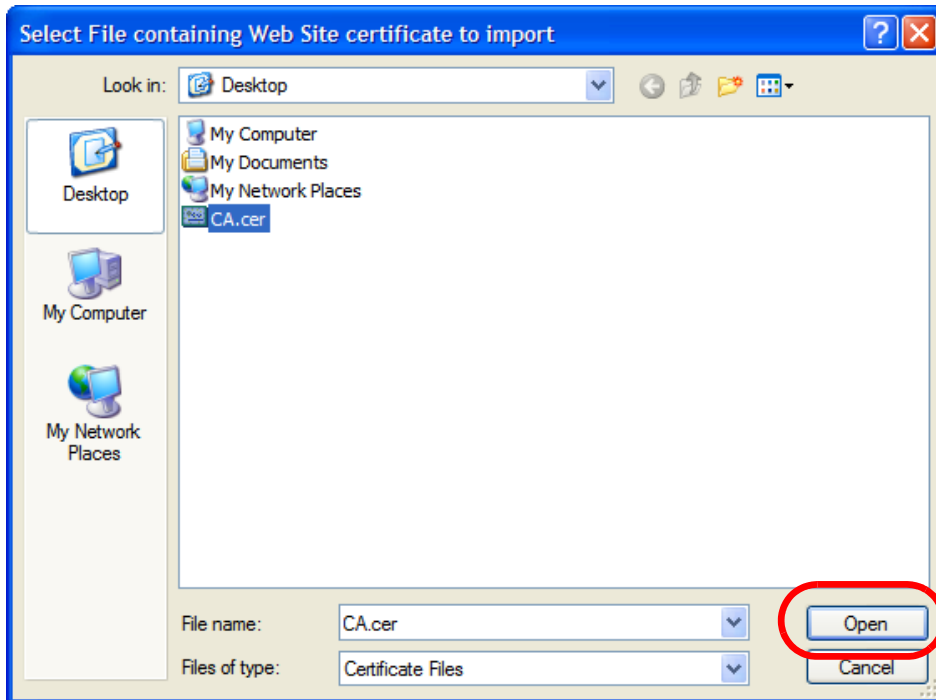 Select File containing Web Site certificate to import
Look in: Desktop
Desktop
My Computer
My Network
Places
My Computer
My Documents
My Network Places
CA.cer
File name: CA.cer Open
Files of type: Certificate Files Cancel